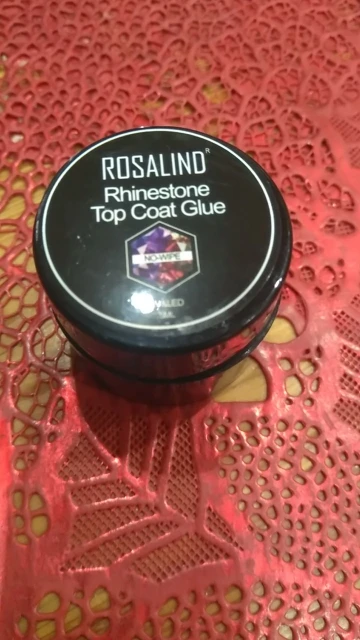 ROSALIND®
Rhinestone
Top Coat Glue
NO-WIPE